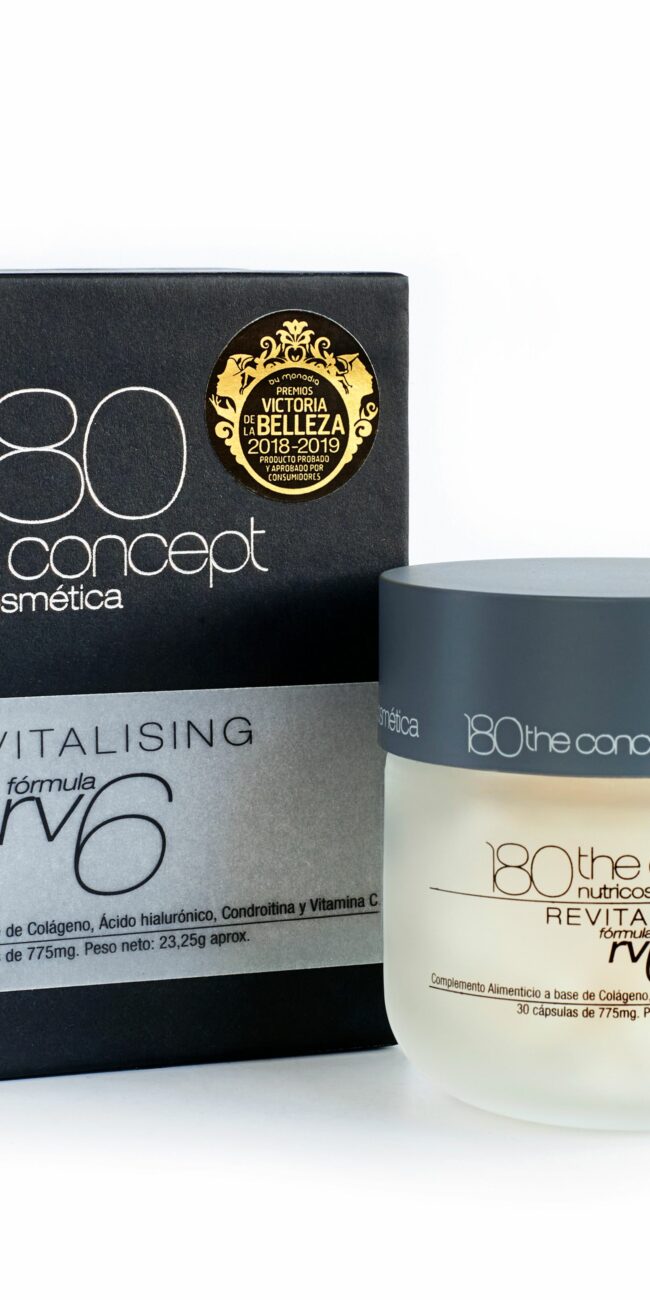 80
concept
smética
by monadia
PREMIOS
VICTORIA
DE LA BELLEZA
2018-2019
PRODUCTO PROBADO
Y APROBADO POR
CONSUMIDORES
VITALISING
fórmula
rv6
e de Colágeno, Ácido hialurónico, Condroitina y Vitamina C
s de 775mg. Peso neto: 23,25g aprox.
smética 180 the conc
180 the
nutricos
REVITA
fórmula
rv6
Complemento Alimenticio a base de Colágeno,
30 cápsulas de 775mg. P